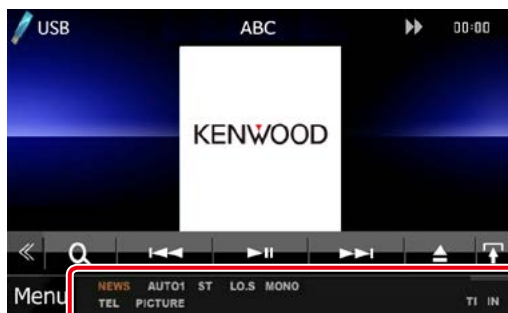 USB ABC 00:00
KENWOOD
Menu
NEWS AUTO1 ST LO.S MONO
TEL PICTURE TI IN